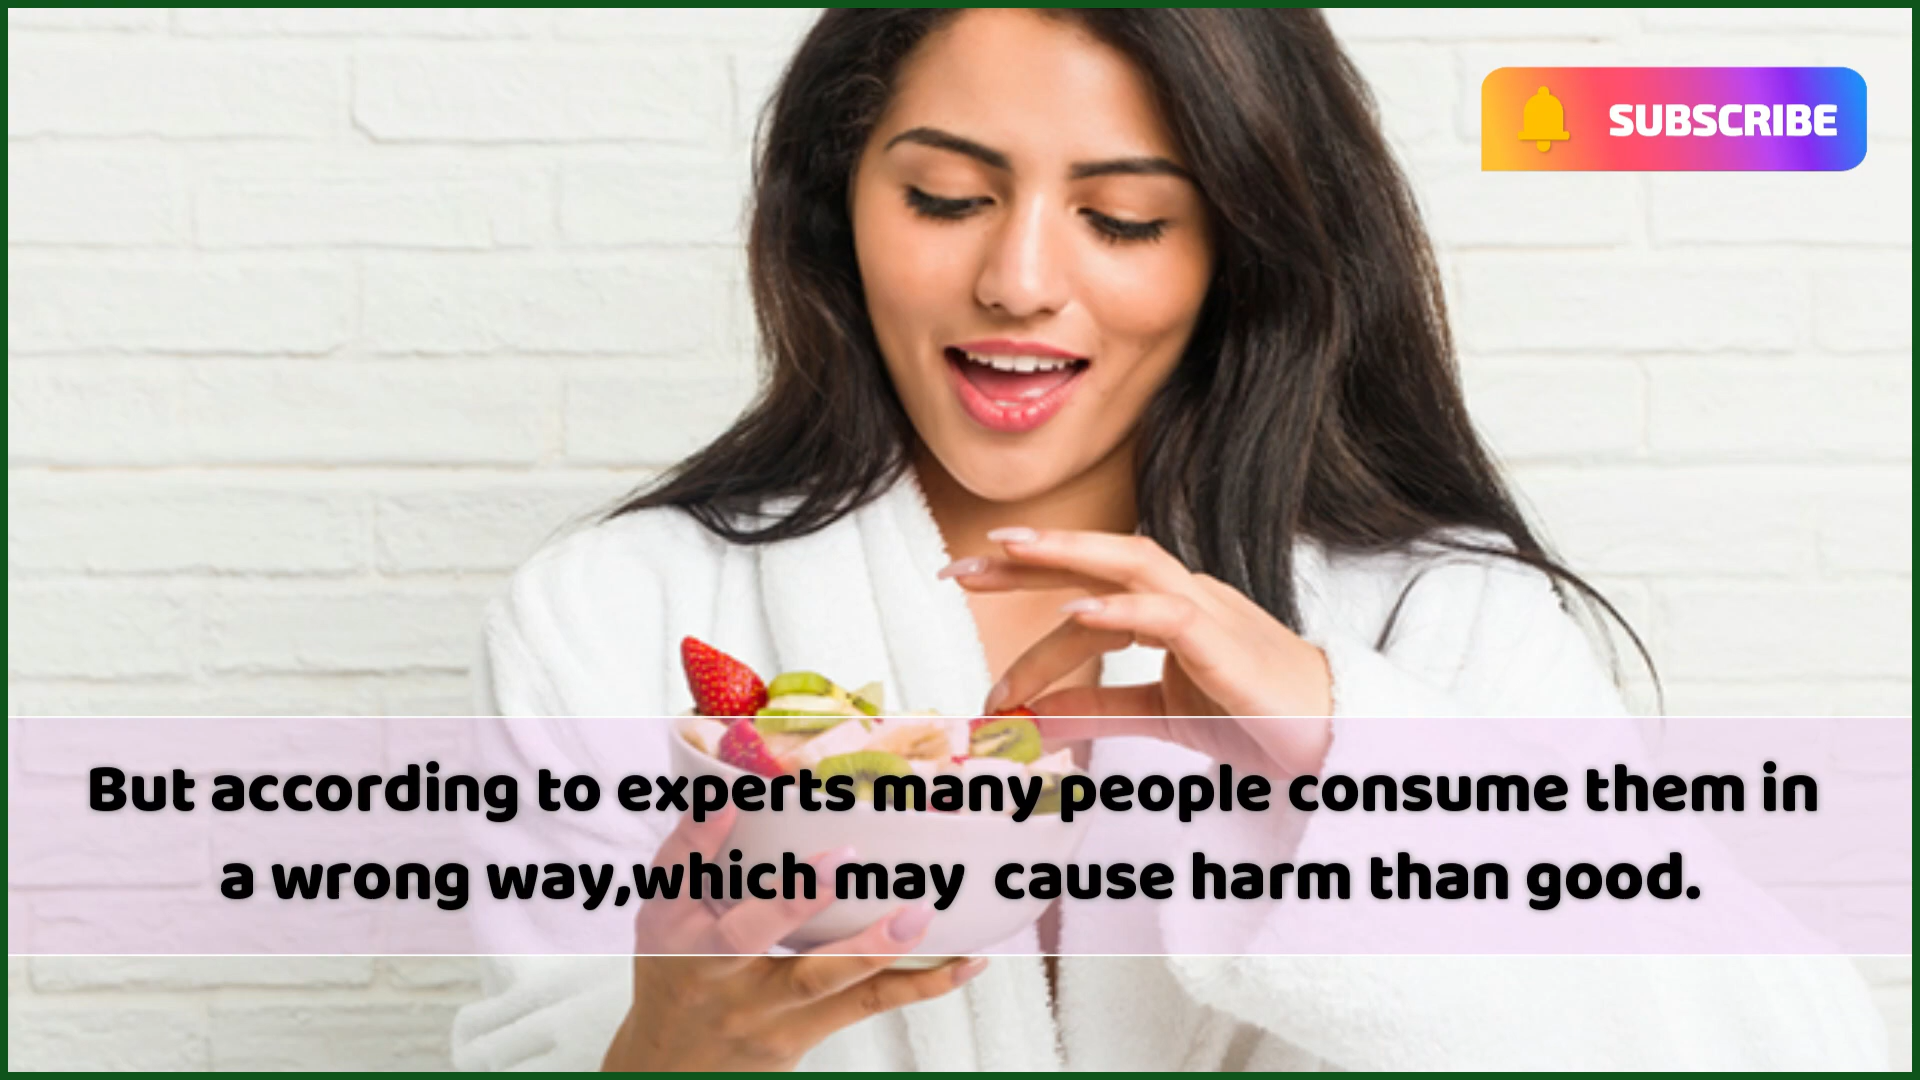 SUBSCRIBE
But according to experts many people consume them in
a wrong way,which may  cause harm than good.